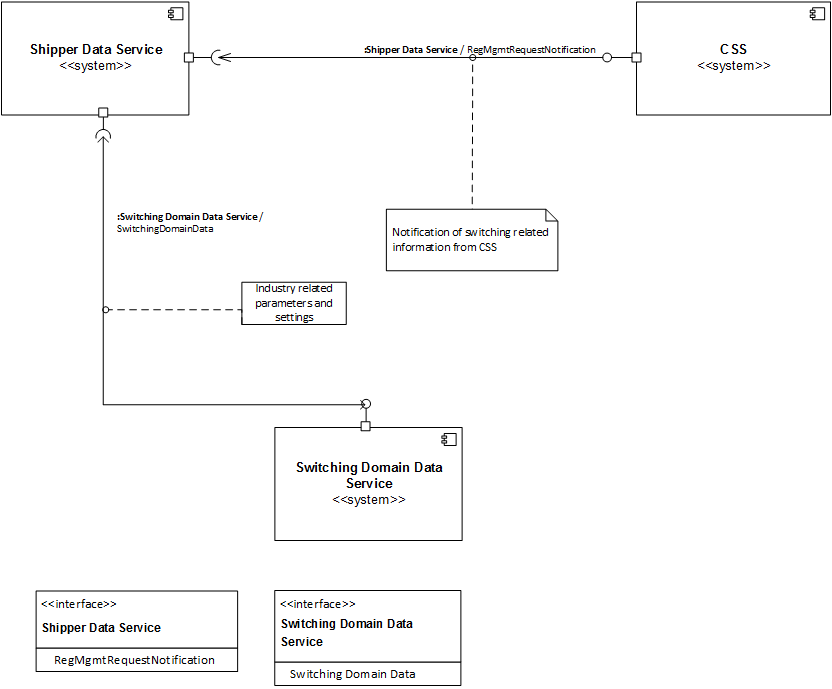 Shipper Data Service
<<system>>
:Shipper Data Service / RegMgmtRequestNotification
CSS
<<system>>
:Switching Domain Data Service /
SwitchingDomainData
Notification of switching related
information from CSS
Industry related
parameters and
settings
Switching Domain Data
Service
<<system>>
<<interface>>
Shipper Data Service
RegMgmtRequestNotification
<<interface>>
Switching Domain Data
Service
Switching Domain Data